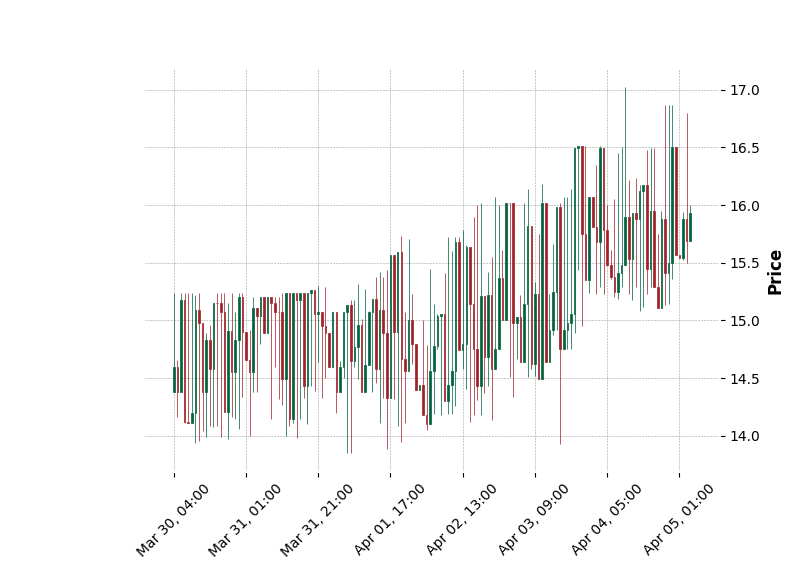 17.0
16.5
16.0
15.5
15.0
14.5
14.0
Price
Mar 30, 04:00
Mar 31, 01:00
Mar 31, 21:00
Apr 01, 17:00
Apr 02, 13:00
Apr 03, 09:00
Apr 04, 05:00
Apr 05, 01:00